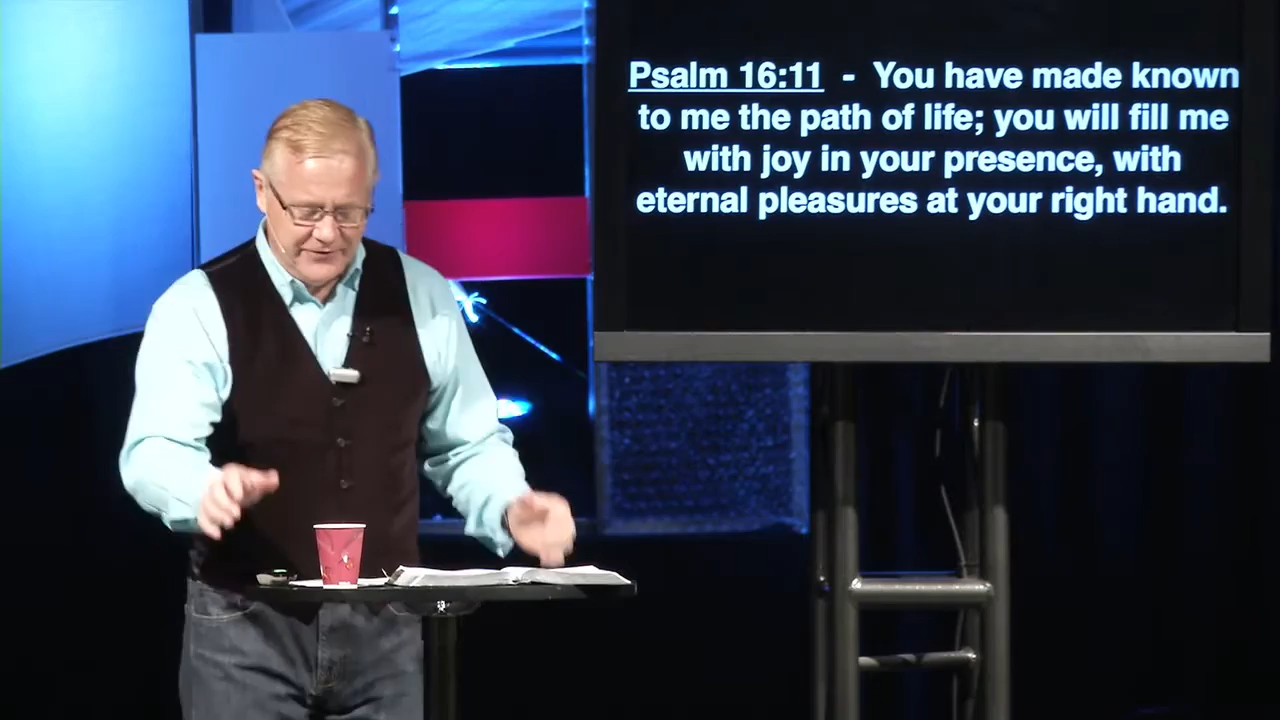 Psalm 16:11 - You have made known
to me the path of life; you will fill me
with joy in your presence, with
eternal pleasures at your right hand.